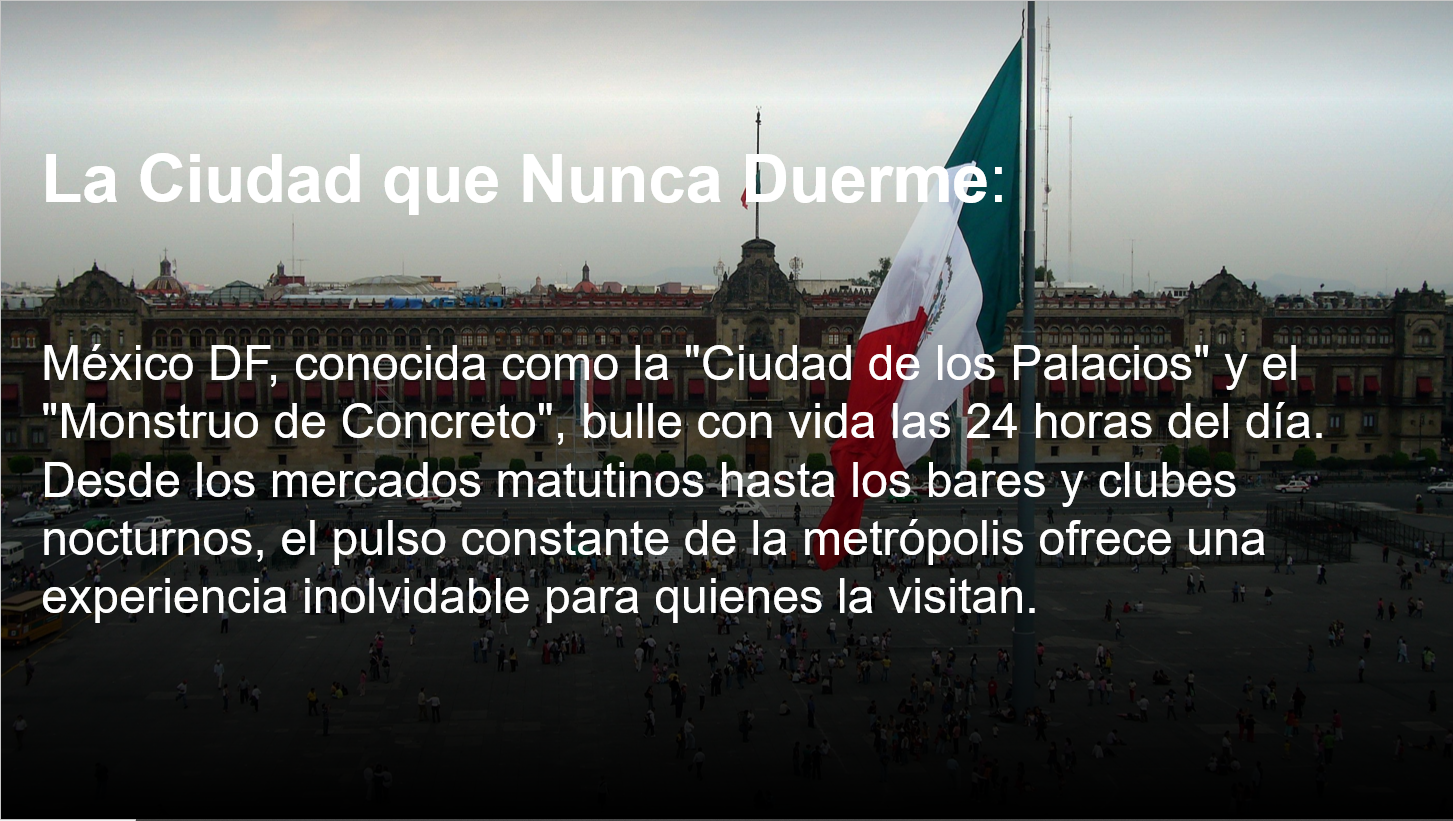 La Ciudad que Nunca Duerme:
México DF, conocida como la "Ciudad de los Palacios" y el
"Monstruo de Concreto", bulle con vida las 24 horas del día.
Desde los mercados matutinos hasta los bares y clubes
nocturnos, el pulso constante de la metrópolis ofrece una
experiencia inolvidable para quienes la visitan.